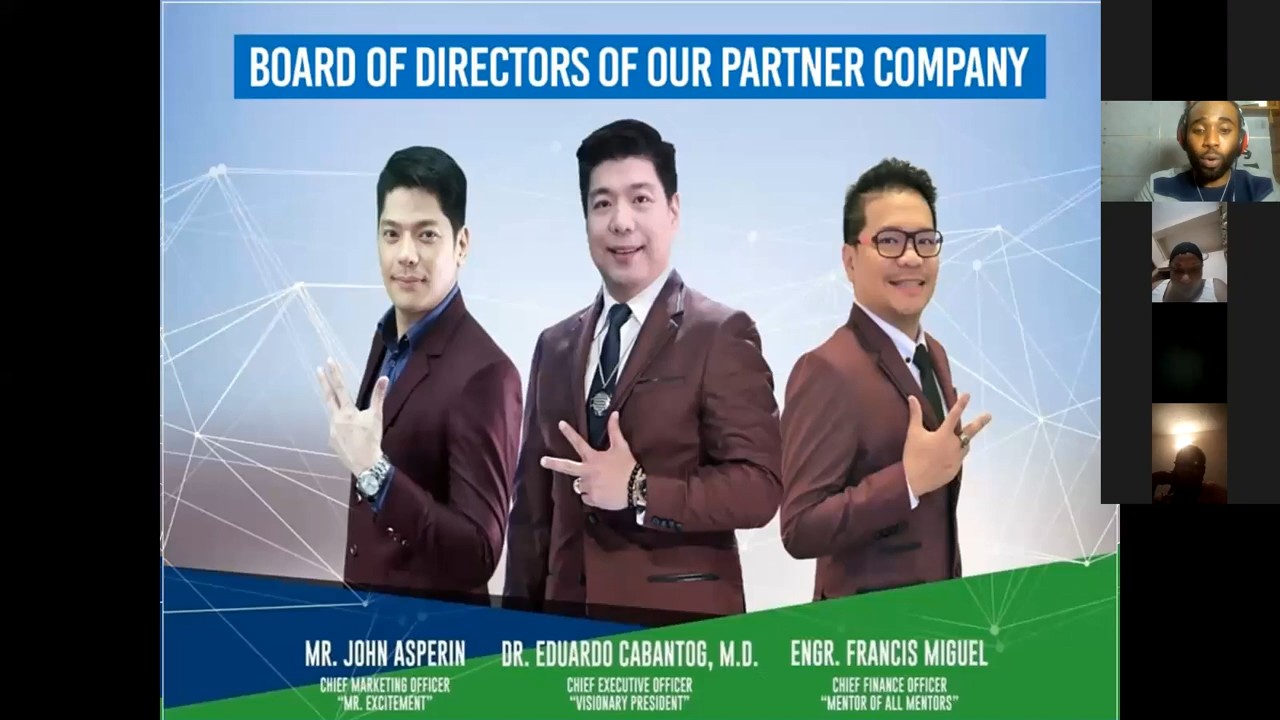 BOARD OF DIRECTORS OF OUR PARTNER COMPANY
MR. JOHN ASPERIN
CHIEF MARKETING OFFICER
"MR. EXCITEMENT"
DR. EDUARDO CABANTOG, M.D.
CHIEF EXECUTIVE OFFICER
"VISIONARY PRESIDENT"
ENGR. FRANCIS MIGUEL
CHIEF FINANCE OFFICER
"MENTOR OF ALL MENTORS"